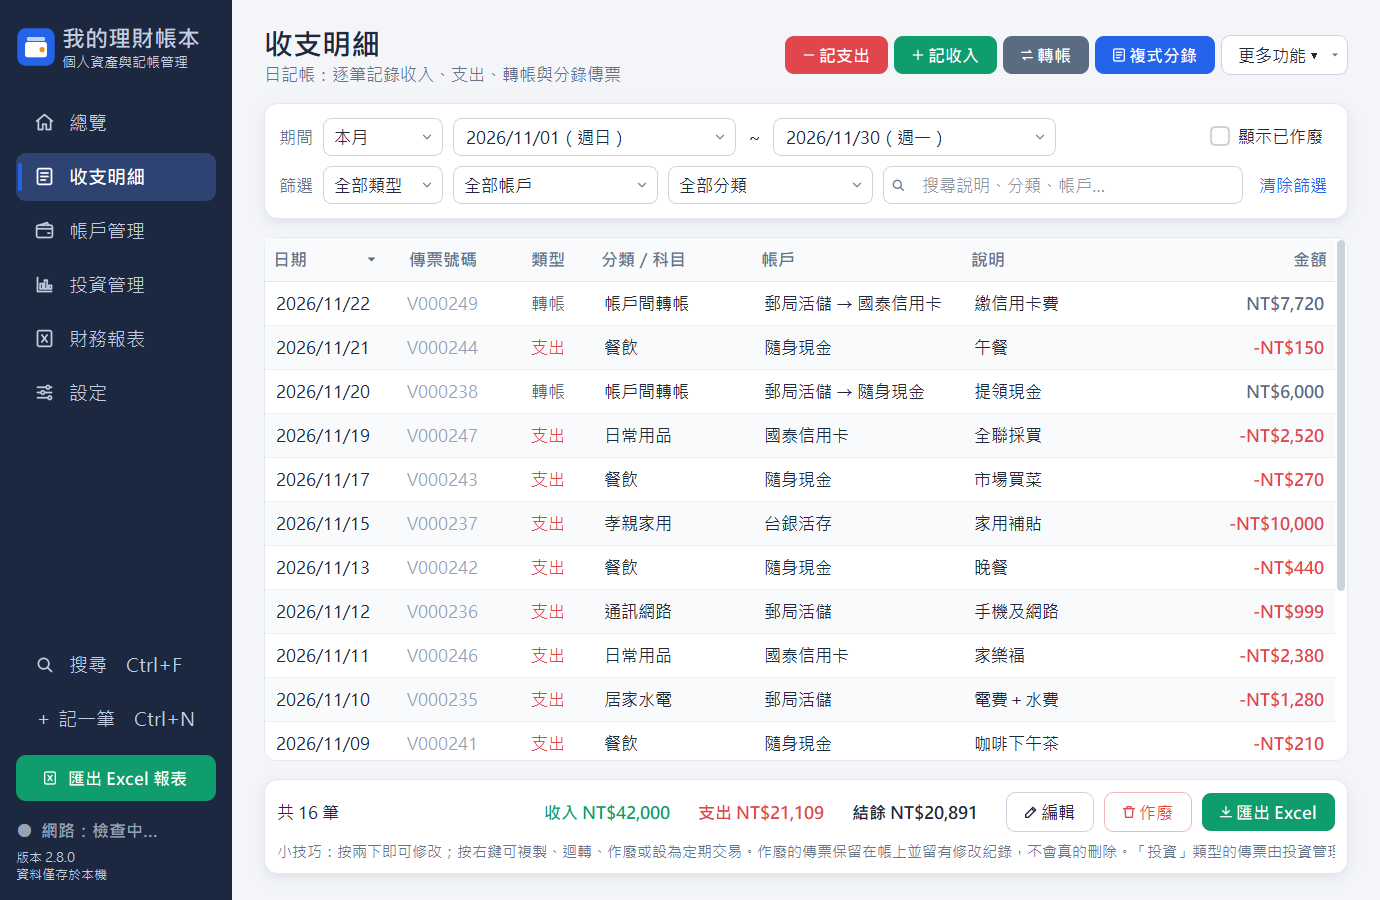 我的理財帳本
個人資產與記帳管理
總覽
收支明細
帳戶管理
投資管理
財務報表
設定
搜尋 Ctrl+F
+ 記一筆 Ctrl+N
匯出 Excel 報表
網路：檢查中...
版本 2.8.0
資料僅存於本機
收支明細
日記帳：逐筆記錄收入、支出、轉帳與分錄傳票
－記支出 ＋記收入 ⇄ 轉帳 複式分錄 更多功能 ▾
期間 本月 2026/11/01（週日） ~ 2026/11/30（週一） 顯示已作廢
篩選 全部類型 全部帳戶 全部分類 搜尋說明、分類、帳戶... 清除篩選
日期 傳票號碼 類型 分類 / 科目 帳戶 說明 金額
2026/11/22 V000249 轉帳 帳戶間轉帳 郵局活儲 → 國泰信用卡 繳信用卡費 NT$7,720
2026/11/21 V000244 支出 餐飲 隨身現金 午餐 -NT$150
2026/11/20 V000238 轉帳 帳戶間轉帳 郵局活儲 → 隨身現金 提領現金 NT$6,000
2026/11/19 V000247 支出 日常用品 國泰信用卡 全聯採買 -NT$2,520
2026/11/17 V000243 支出 餐飲 隨身現金 市場買菜 -NT$270
2026/11/15 V000237 支出 孝親家用 台銀活存 家用補貼 -NT$10,000
2026/11/13 V000242 支出 餐飲 隨身現金 晚餐 -NT$440
2026/11/12 V000236 支出 通訊網路 郵局活儲 手機及網路 -NT$999
2026/11/11 V000246 支出 日常用品 國泰信用卡 家樂福 -NT$2,380
2026/11/10 V000235 支出 居家水電 郵局活儲 電費＋水費 -NT$1,280
2026/11/09 V000241 支出 餐飲 隨身現金 咖啡下午茶 -NT$210
共 16 筆 收入 NT$42,000 支出 NT$21,109 結餘 NT$20,891 編輯 作廢 匯出 Excel
小技巧：按兩下即可修改；按右鍵可複製、迴轉、作廢或設為定期交易。作廢的傳票保留在帳上並留有修改紀錄，不會真的刪除。「投資」類型的傳票由投資管理